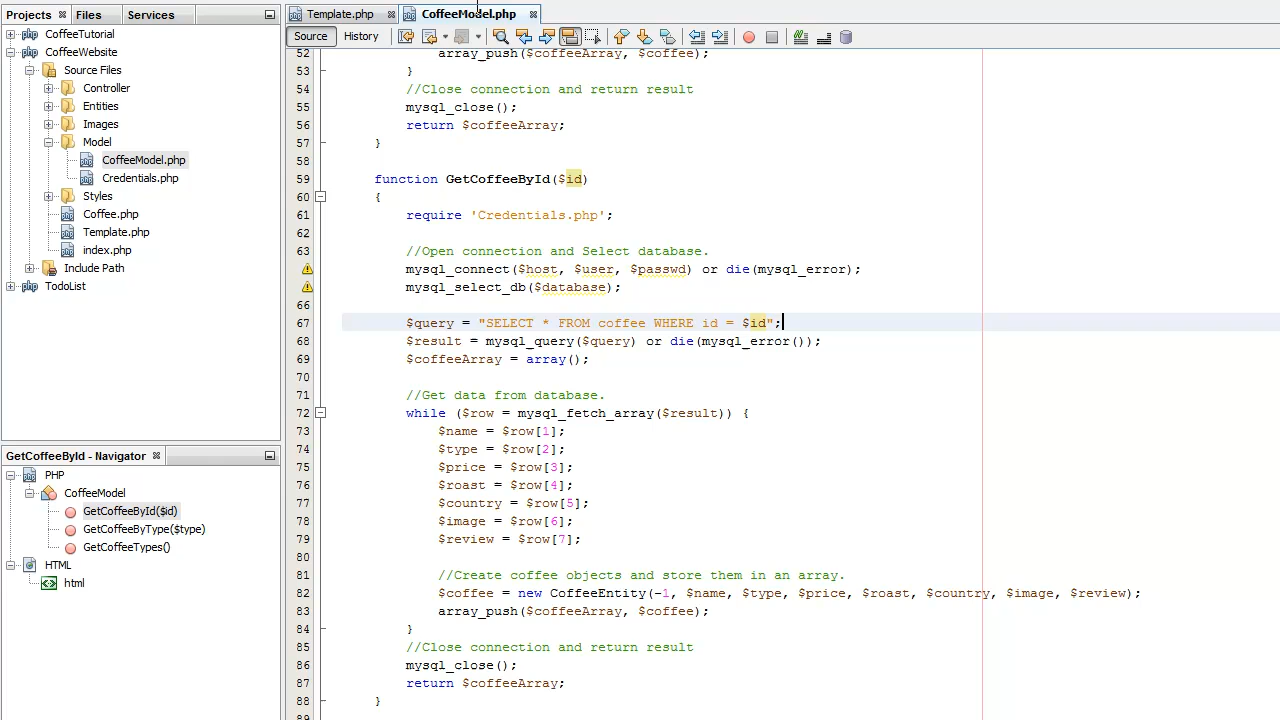 Projects
Files
Services
CoffeeTutorial
CoffeeWebsite
Source Files
Controller
Entities
Images
Model
CoffeeModel.php
Credentials.php
Styles
Coffee.php
Template.php
index.php
Include Path
TodoList
GetCoffeeById - Navigator
PHP
CoffeeModel
GetCoffeeById($id)
GetCoffeeByType($type)
GetCoffeeTypes()
HTML
html
Template.php
CoffeeModel.php
Source
History
52 array_push($coffeeArray, $coffee);
53 }
54 //Close connection and return result
55 mysql_close();
56 return $coffeeArray;
57 }
58
59 function GetCoffeeById($id)
60 {
61 require 'Credentials.php';
62
63 //Open connection and Select database.
mysql_connect($host, $user, $passwd) or die(mysql_error);
mysql_select_db($database);
66
67 $query = "SELECT * FROM coffee WHERE id = $id";
68 $result = mysql_query($query) or die(mysql_error());
69 $coffeeArray = array();
70
71 //Get data from database.
72 while ($row = mysql_fetch_array($result)) {
73 $name = $row[1];
74 $type = $row[2];
75 $price = $row[3];
76 $roast = $row[4];
77 $country = $row[5];
78 $image = $row[6];
79 $review = $row[7];
80
81 //Create coffee objects and store them in an array.
82 $coffee = new CoffeeEntity(-1, $name, $type, $price, $roast, $country, $image, $review);
83 array_push($coffeeArray, $coffee);
84 }
85 //Close connection and return result
86 mysql_close();
87 return $coffeeArray;
88 }
89